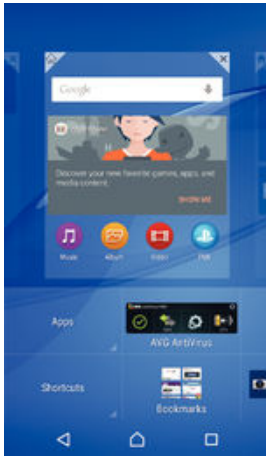 Google
Discover your new favorite games, apps, and
media content.
SHOW ME
Music
Album
Video
Apps
AVG AntiVirus
Shortcuts
Bookmarks